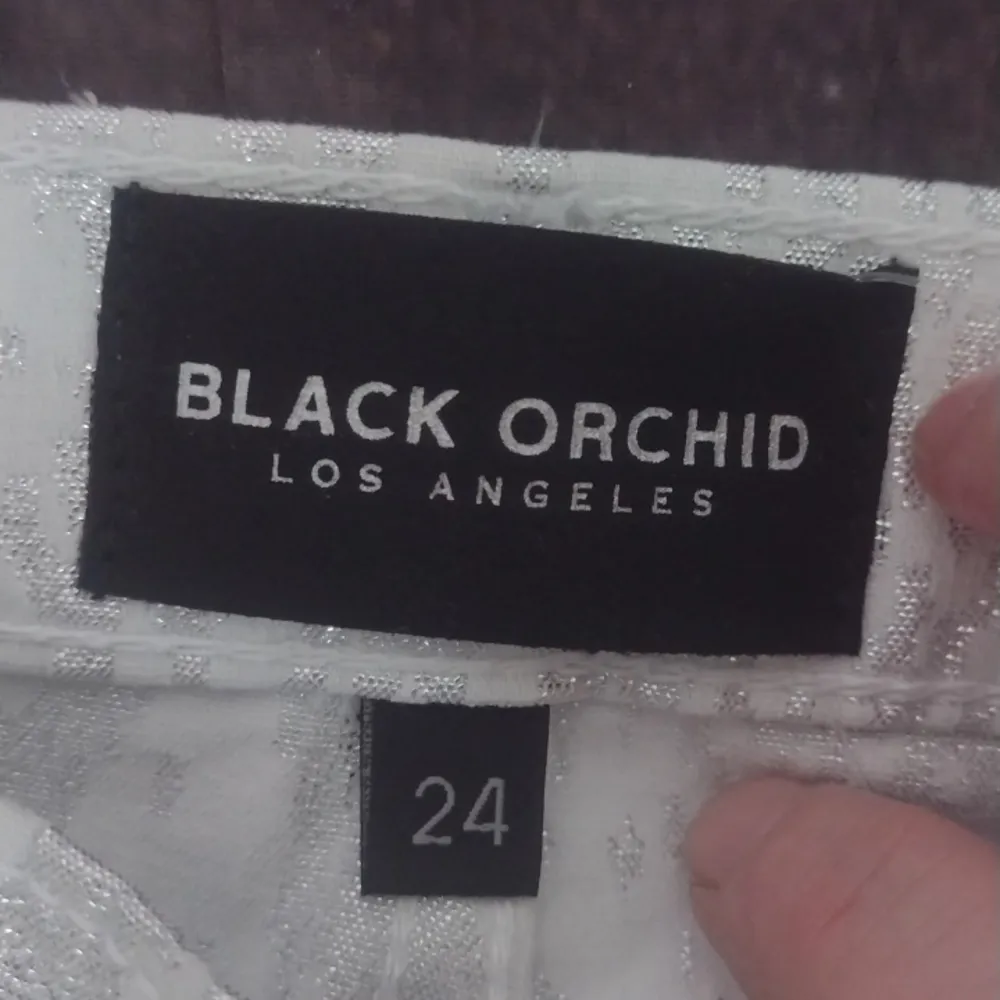 BLACK ORCHID
LOS ANGELES
24